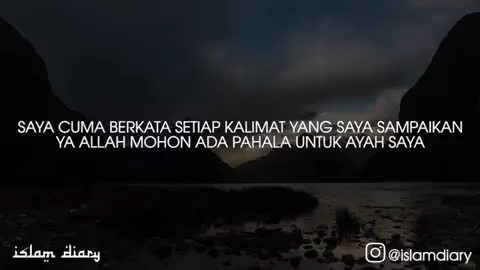 SAYA CUMA BERKATA SETIAP KALIMAT YANG SAYA SAMPAIKAN
YA ALLAH MOHON ADA PAHALA UNTUK AYAH SAYA
islam diary
@islamdiary